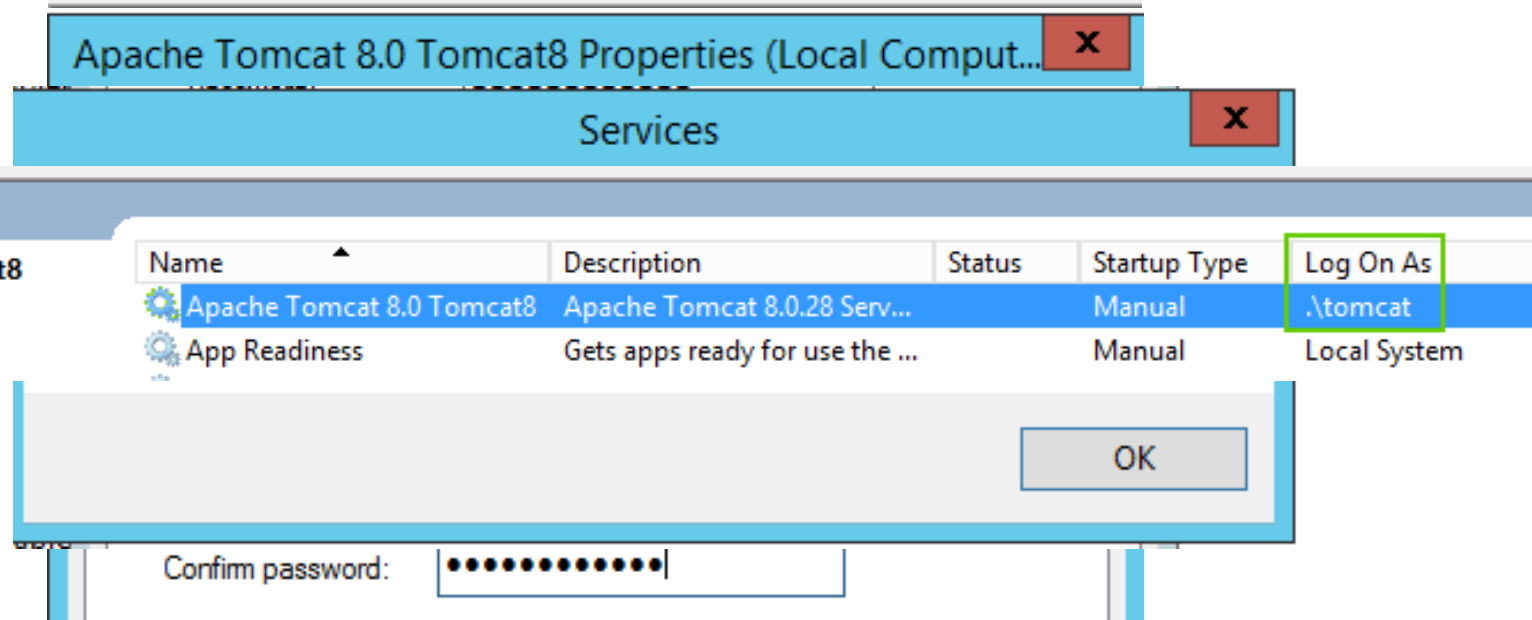 Apache Tomcat 8.0 Tomcat8 Properties (Local Comput... x
Services x
t8
Name Description Status Startup Type Log On As
Apache Tomcat 8.0 Tomcat8 Apache Tomcat 8.0.28 Serv... Manual .\tomcat
App Readiness Gets apps ready for use the ... Manual Local System
OK
Confirm password: ●●●●●●●●●●●●